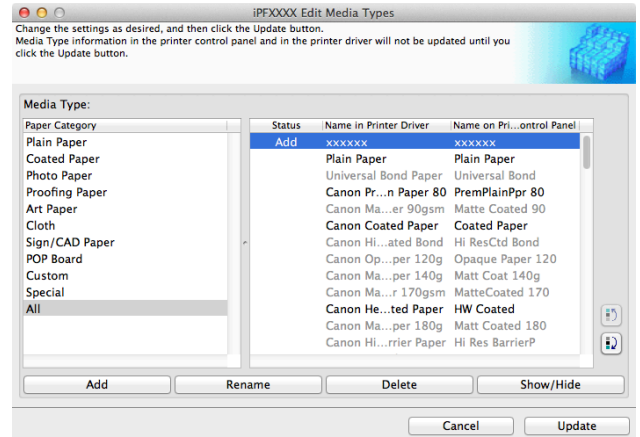 iPFXXXX Edit Media Types
Change the settings as desired, and then click the Update button.
Media Type information in the printer control panel and in the printer driver will not be updated until you
click the Update button.
Media Type:
Paper Category
Plain Paper
Coated Paper
Photo Paper
Proofing Paper
Art Paper
Cloth
Sign/CAD Paper
POP Board
Custom
Special
All
Status Name in Printer Driver Name on Pri...ontrol Panel
Add xxxxxx xxxxxx
Plain Paper Plain Paper
Universal Bond Paper Universal Bond
Canon Pr...n Paper 80 PremPlainPpr 80
Canon Ma...er 90gsm Matte Coated 90
Canon Coated Paper Coated Paper
Canon Hi...ated Bond Hi ResCtd Bond
Canon Op...per 120g Opaque Paper 120
Canon Ma...per 140g Matt Coat 140g
Canon Ma...r 170gsm MatteCoated 170
Canon He...ted Paper HW Coated
Canon Ma...per 180g Matt Coated 180
Canon Hi...rrier Paper Hi Res BarrierP
Add Rename Delete Show/Hide
Cancel Update